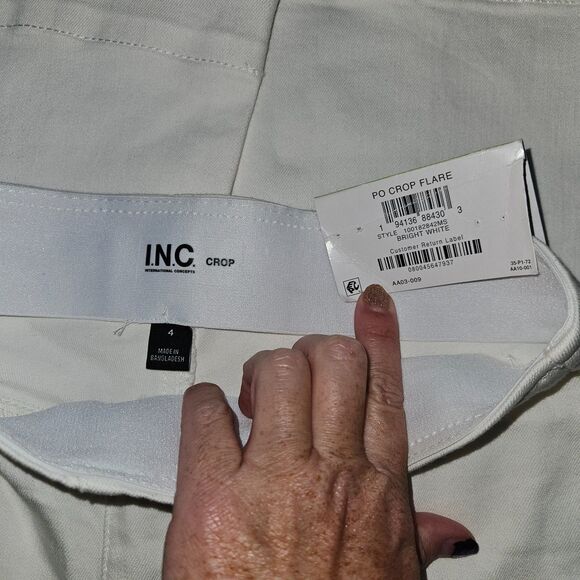 PO CROP FLARE
1 94136 88430 3
STYLE 100182842MS
BRIGHT WHITE
Customer Return Label
080045647937
35-P1-72
AA10-001
AA03-009
I.N.C. CROP
INTERNATIONAL CONCEPTS
4
MADE IN
BANGLADESH